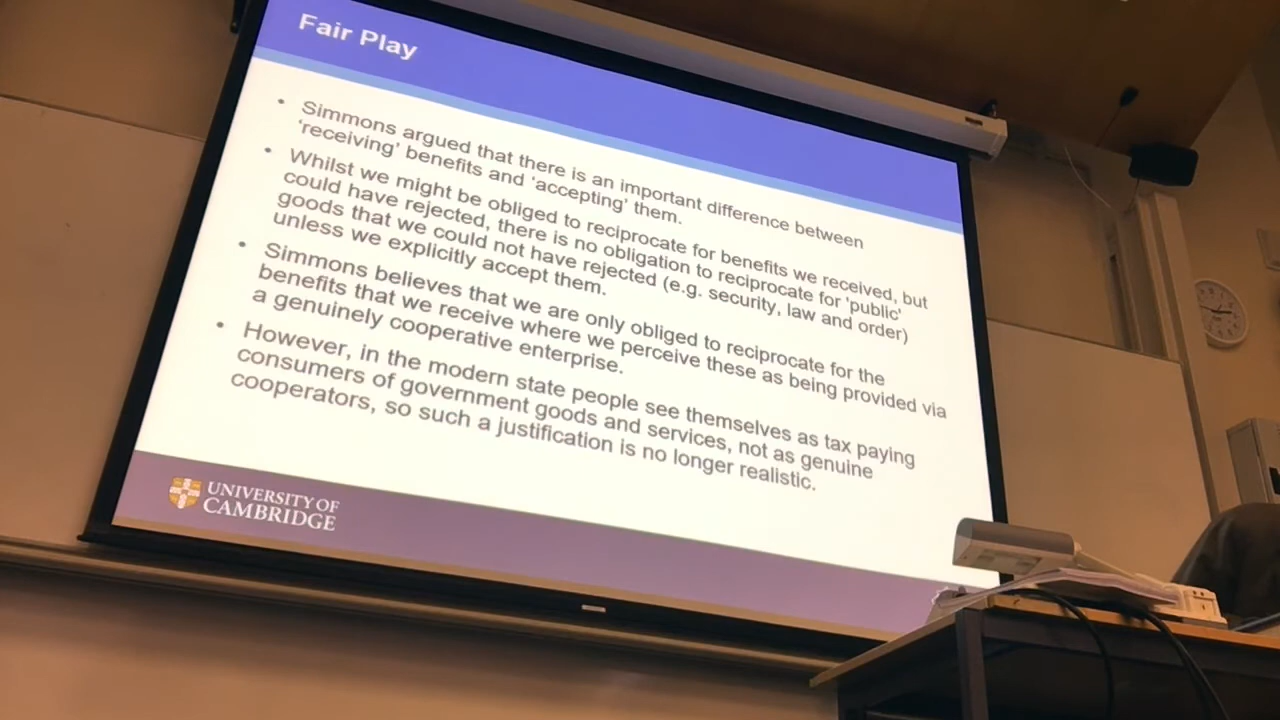 Fair Play
• Simmons argued that there is an important difference between
‘receiving’ benefits and ‘accepting’ them.
• Whilst we might be obliged to reciprocate for benefits we received, but
could have rejected, there is no obligation to reciprocate for ‘public’
goods that we could not have rejected (e.g. security, law and order)
unless we explicitly accept them.
• Simmons believes that we are only obliged to reciprocate for the
benefits that we receive where we perceive these as being provided via
a genuinely cooperative enterprise.
• However, in the modern state people see themselves as tax paying
consumers of government goods and services, not as genuine
cooperators, so such a justification is no longer realistic.
UNIVERSITY OF
CAMBRIDGE